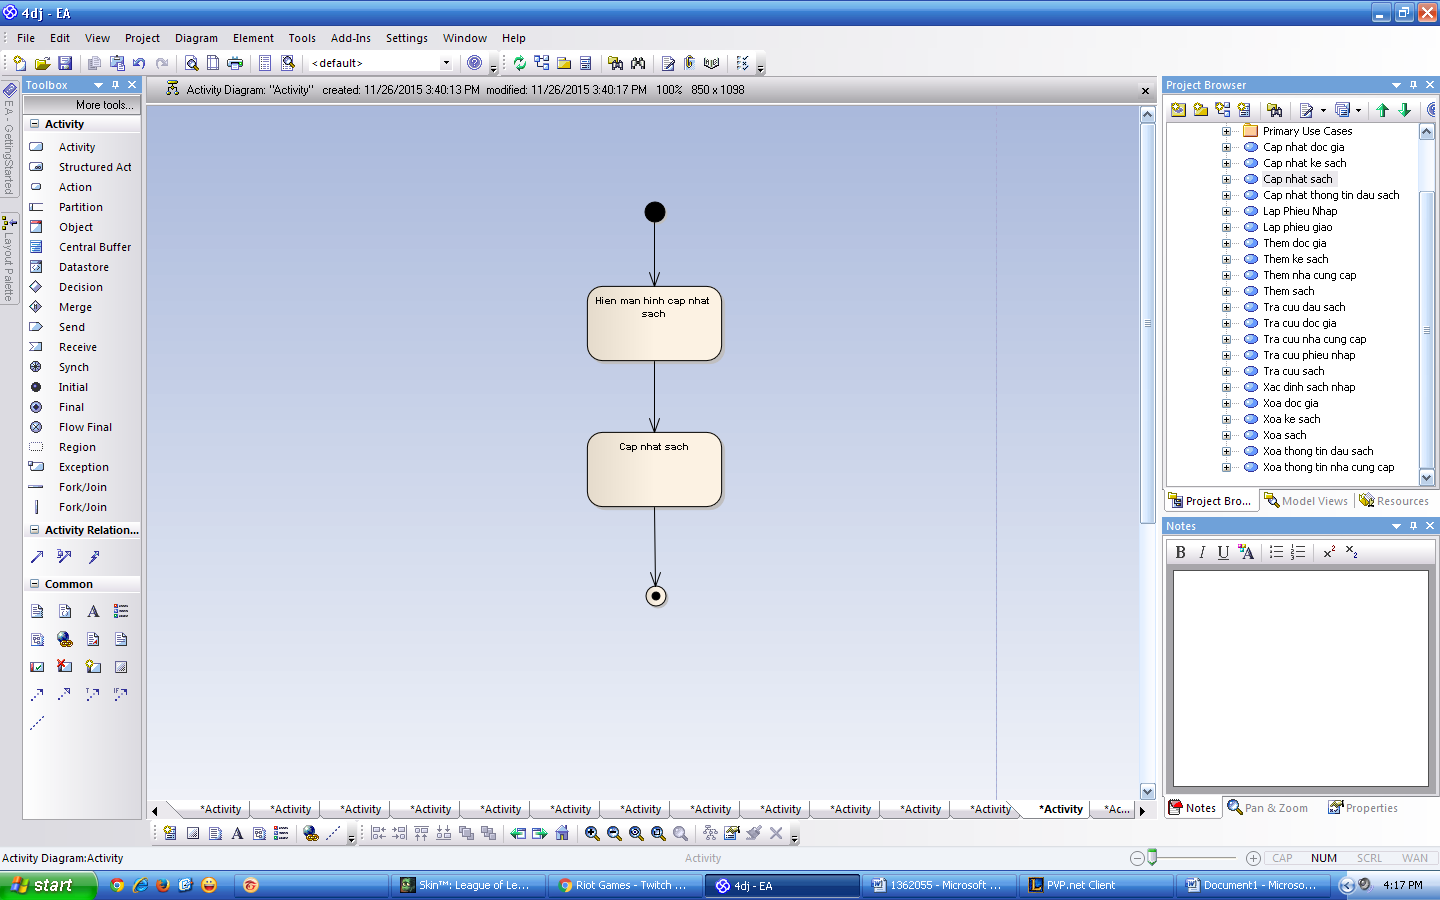 4dj - EA
File Edit View Project Diagram Element Tools Add-Ins Settings Window Help
<default>
EA - GettingStarted
Layout Palette
Toolbox
More tools...
Activity
Activity
Structured Act
Action
Partition
Object
Central Buffer
Datastore
Decision
Merge
Send
Receive
Synch
Initial
Final
Flow Final
Region
Exception
Fork/Join
Fork/Join
Activity Relation...
Common
Activity Diagram: "Activity" created: 11/26/2015 3:40:13 PM modified: 11/26/2015 3:40:17 PM 100% 850 x 1098
Hien man hinh cap nhat
sach
Cap nhat sach
*Activity *Activity *Activity *Activity *Activity *Activity *Activity *Activity *Activity *Activity *Activity *Activity *Activity *Ac...
Project Browser
Primary Use Cases
Cap nhat doc gia
Cap nhat ke sach
Cap nhat sach
Cap nhat thong tin dau sach
Lap Phieu Nhap
Lap phieu giao
Them doc gia
Them ke sach
Them nha cung cap
Them sach
Tra cuu dau sach
Tra cuu doc gia
Tra cuu nha cung cap
Tra cuu phieu nhap
Tra cuu sach
Xac dinh sach nhap
Xoa doc gia
Xoa ke sach
Xoa sach
Xoa thong tin dau sach
Xoa thong tin nha cung cap
Project Bro... Model Views Resources
Notes
B I U A x² x₂
Notes Pan & Zoom Properties
Activity Diagram:Activity Activity CAP NUM SCRL WAN
start Skin™: League of Le... Riot Games - Twitch ... 4dj - EA 1362055 - Microsoft ... PVP.net Client Document1 - Microso... 4:17 PM